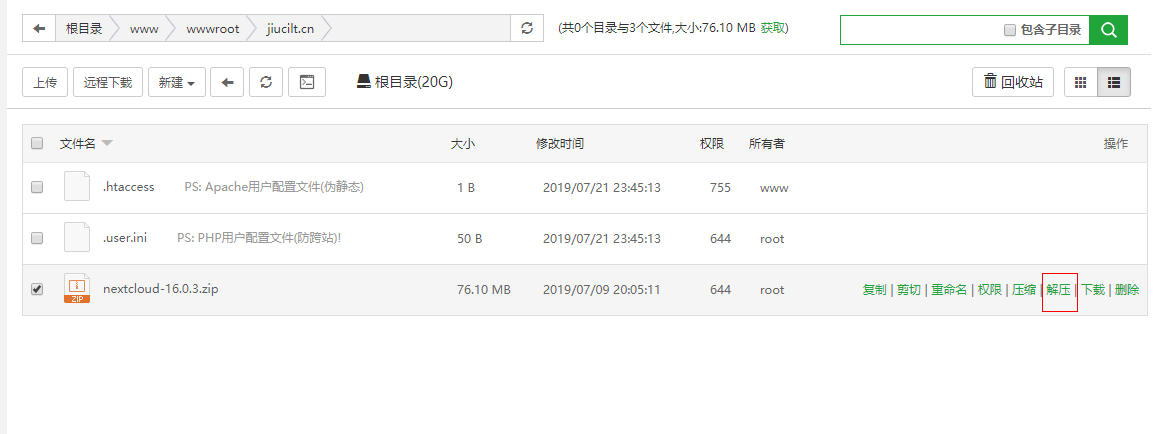 根目录 www wwwroot jiucilt.cn (共0个目录与3个文件,大小:76.10 MB 获取) 包含子目录
上传 远程下载 新建 根目录(20G) 回收站
文件名 大小 修改时间 权限 所有者 操作
.htaccess PS: Apache用户配置文件(伪静态) 1 B 2019/07/21 23:45:13 755 www
.user.ini PS: PHP用户配置文件(防跨站)! 50 B 2019/07/21 23:45:13 644 root
ZIP nextcloud-16.0.3.zip 76.10 MB 2019/07/09 20:05:11 644 root 复制 | 剪切 | 重命名 | 权限 | 压缩 | 解压 | 下载 | 删除